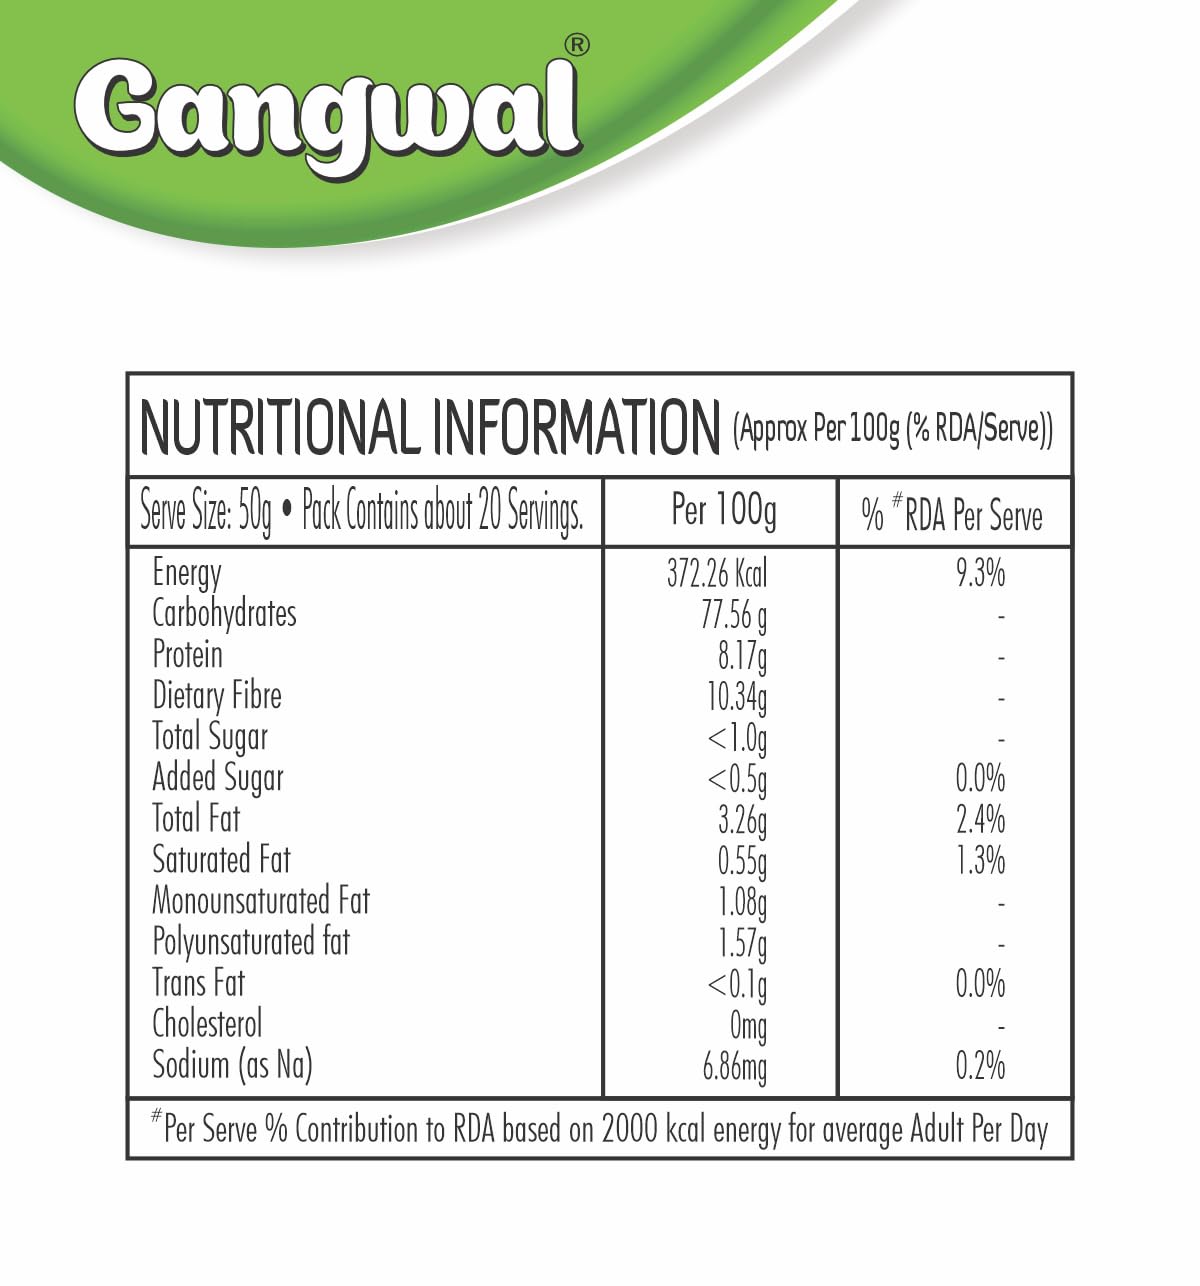 Gangwal®
NUTRITIONAL INFORMATION (Approx Per 100g (% RDA/Serve))
Serve Size: 50g • Pack Contains about 20 Servings. Per 100g % #RDA Per Serve
Energy 372.26 Kcal 9.3%
Carbohydrates 77.56 g -
Protein 8.17g -
Dietary Fibre 10.34g -
Total Sugar <1.0g -
Added Sugar <0.5g 0.0%
Total Fat 3.26g 2.4%
Saturated Fat 0.55g 1.3%
Monounsaturated Fat 1.08g -
Polyunsaturated fat 1.57g -
Trans Fat <0.1g 0.0%
Cholesterol 0mg -
Sodium (as Na) 6.86mg 0.2%
#Per Serve % Contribution to RDA based on 2000 kcal energy for average Adult Per Day